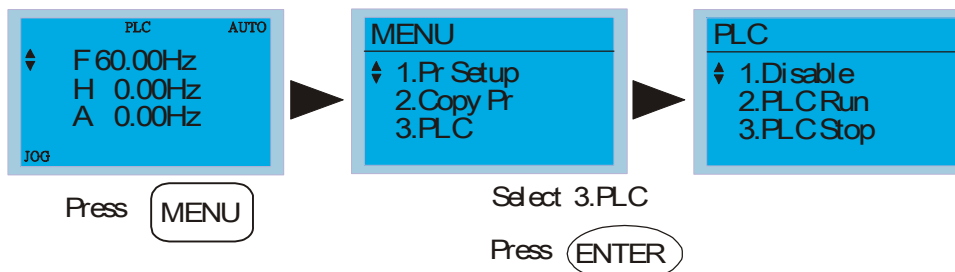 PLC AUTO
F 60.00Hz
H 0.00Hz
A 0.00Hz
JOG
Press MENU
MENU
1.Pr Setup
2.Copy Pr
3.PLC
Select 3.PLC
Press ENTER
PLC
1.Disable
2.PLC Run
3.PLC Stop